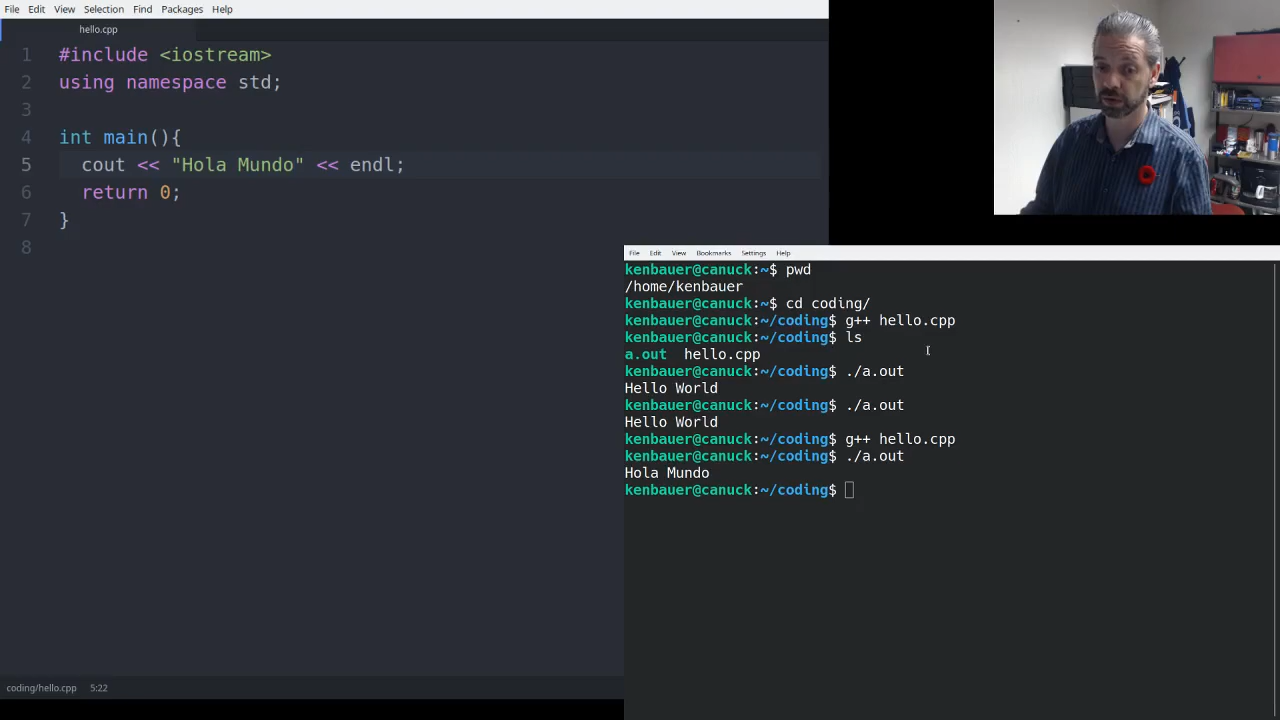 File Edit View Selection Find Packages Help
hello.cpp
1 #include <iostream>
2 using namespace std;
3
4 int main(){
5 cout << "Hola Mundo" << endl;
6 return 0;
7 }
8
coding/hello.cpp 5:22
File Edit View Bookmarks Settings Help
kenbauer@canuck:~$ pwd
/home/kenbauer
kenbauer@canuck:~$ cd coding/
kenbauer@canuck:~/coding$ g++ hello.cpp
kenbauer@canuck:~/coding$ ls
a.out hello.cpp
kenbauer@canuck:~/coding$ ./a.out
Hello World
kenbauer@canuck:~/coding$ ./a.out
Hello World
kenbauer@canuck:~/coding$ g++ hello.cpp
kenbauer@canuck:~/coding$ ./a.out
Hola Mundo
kenbauer@canuck:~/coding$